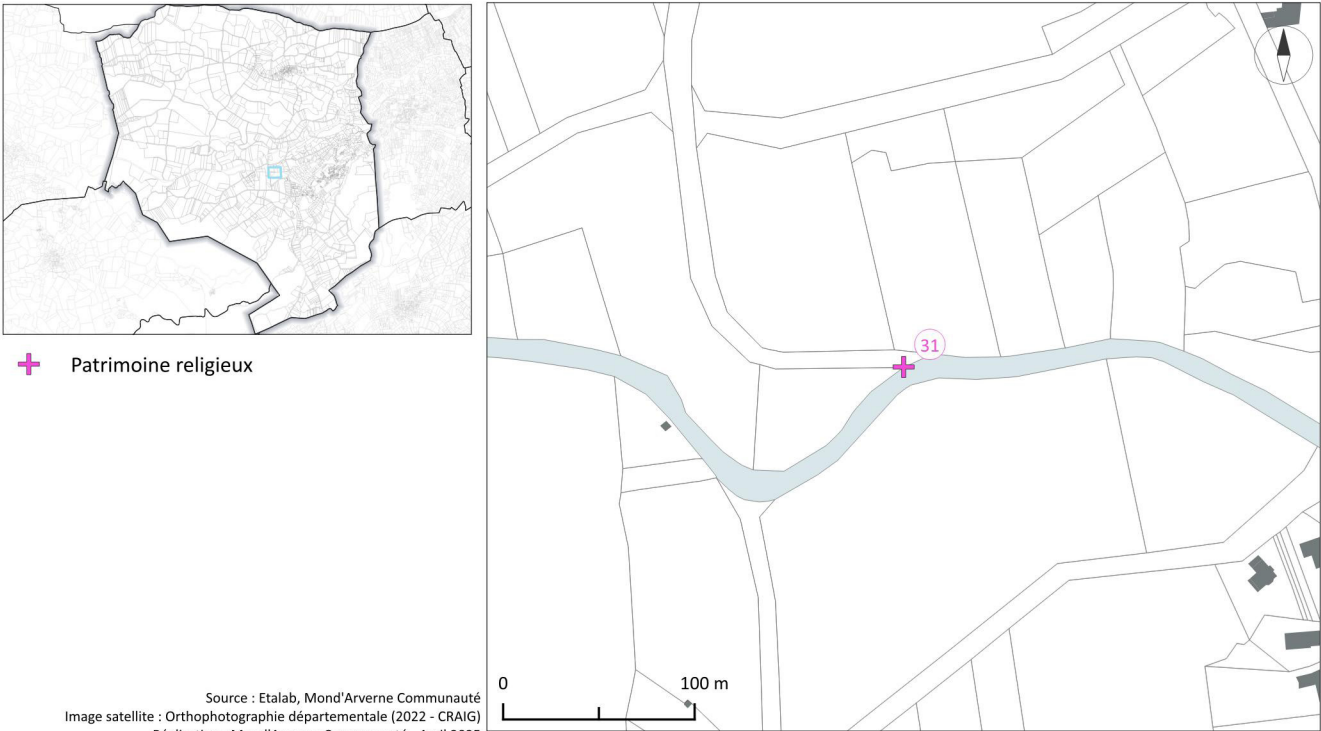 Patrimoine religieux
31
0 100 m
Source : Etalab, Mond'Arverne Communauté
Image satellite : Orthophotographie départementale (2022 - CRAIG)